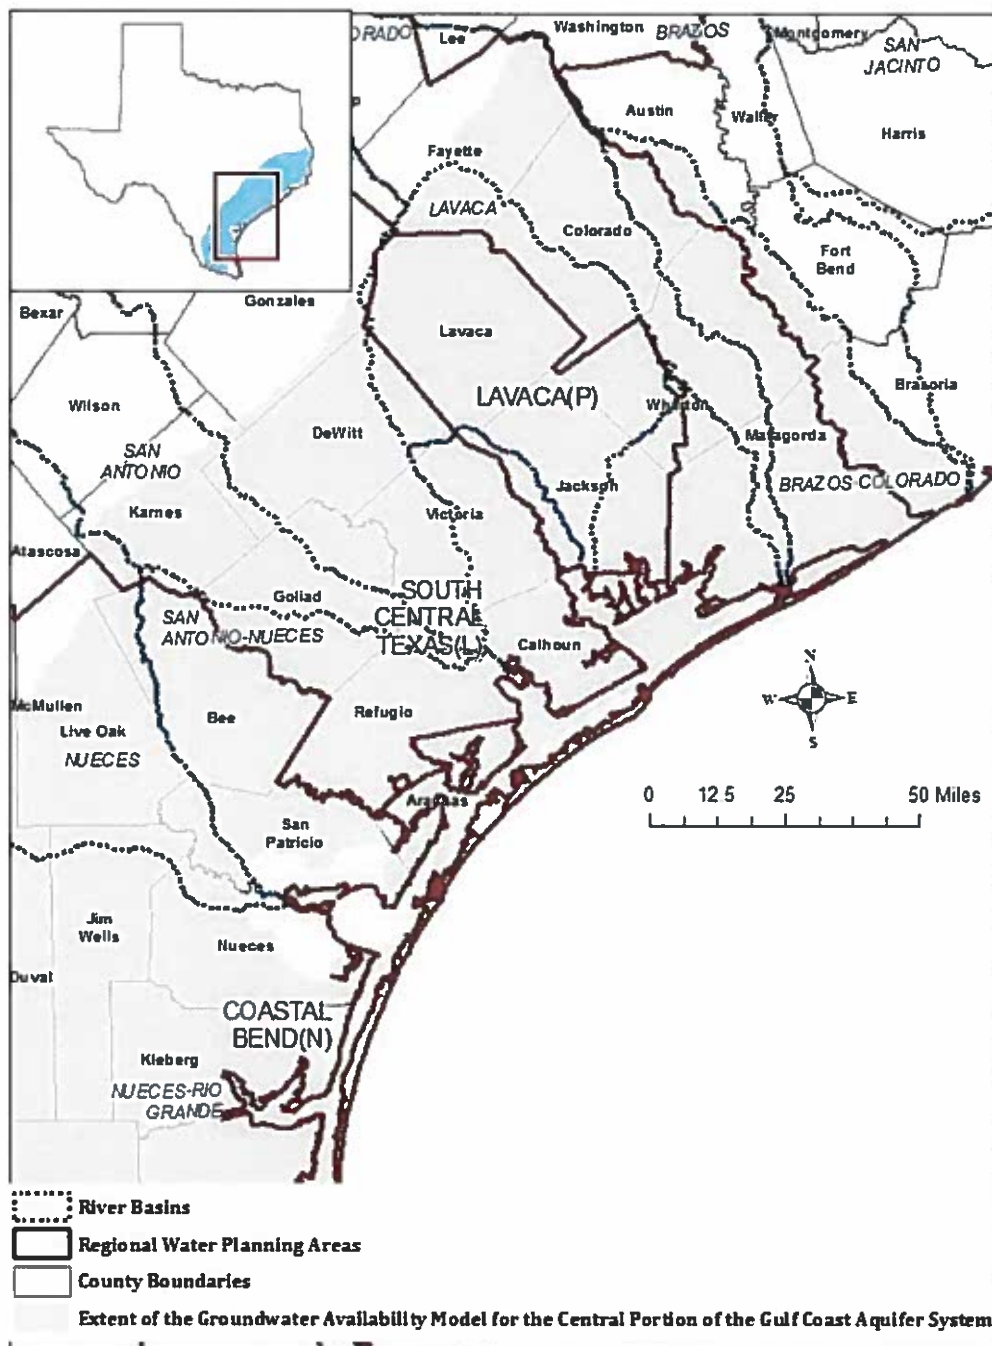 ORADO
Lee
Washington
BRAZOS
Montgomery
SAN
JACINTO
Austin
Waller
Harris
Fayette
LAVACA
Colorado
Fort
Bend
Gonzales
Bexar
Lavaca
Brazoria
Wilson
LAVACA(P)
Wharton
DeWitt
Matagorda
SAN
ANTONIO
BRAZOS-COLORADO
Jackson
Karnes
Victoria
Atascosa
Goliad
SOUTH
CENTRAL
TEXAS(L)
SAN
ANTONIO-NUECES
Calhoun
N
W E
S
McMullen
Live Oak
Bee
Refugio
NUECES
0 12.5 25 50 Miles
Aransas
San
Patricio
Jim
Wells
Nueces
Duval
COASTAL
BEND(N)
Kleberg
NUECES-RIO
GRANDE
River Basins
Regional Water Planning Areas
County Boundaries
Extent of the Groundwater Availability Model for the Central Portion of the Gulf Coast Aquifer System